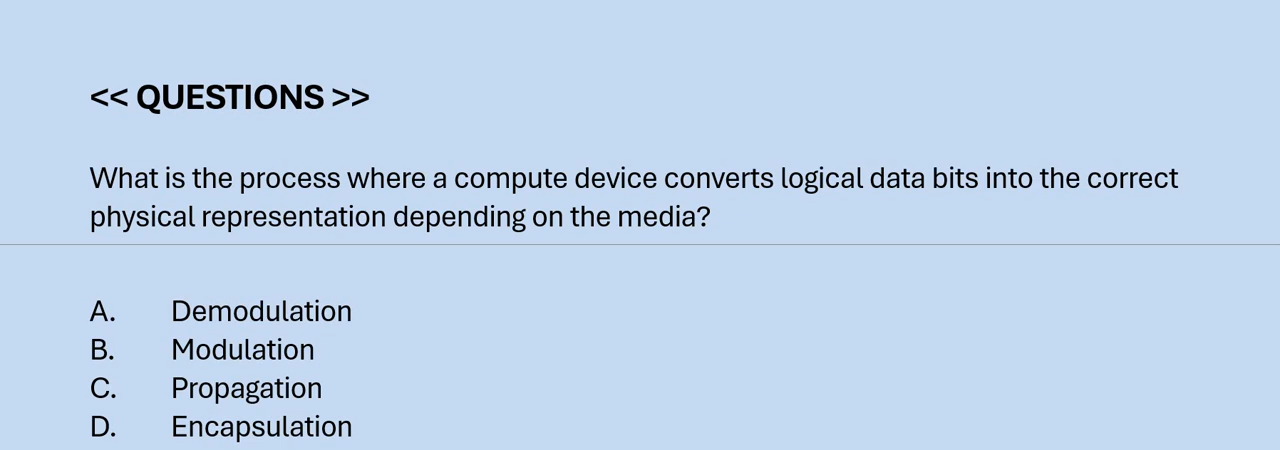 << QUESTIONS >>
What is the process where a compute device converts logical data bits into the correct
physical representation depending on the media?
A. Demodulation
B. Modulation
C. Propagation
D. Encapsulation